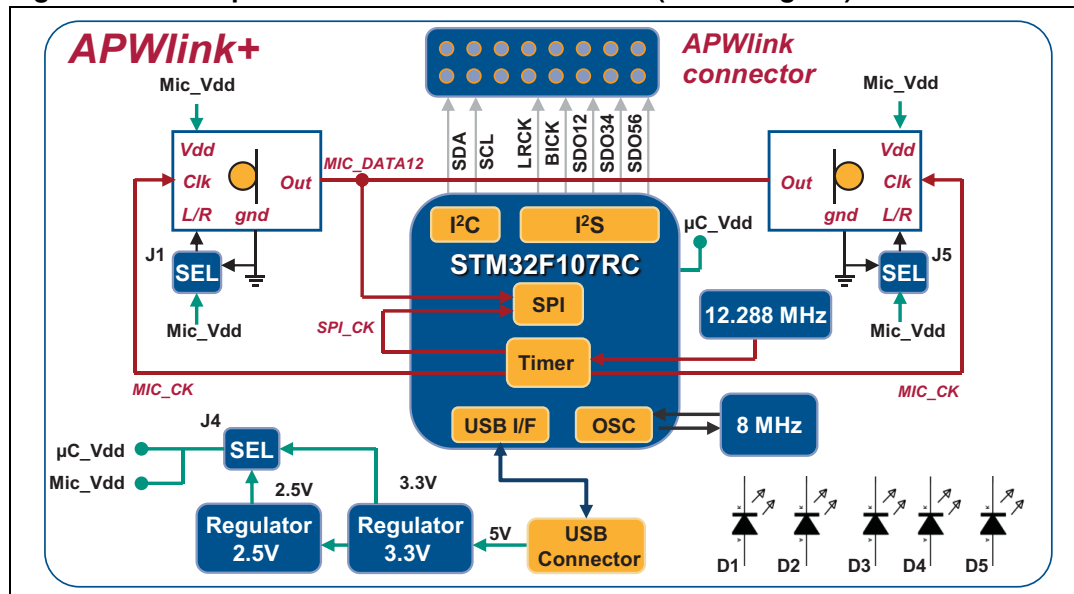 APWlink+
APWlink
connector
Mic_Vdd
Mic_Vdd
SDA
SCL
LRCK
BICK
SDO12
SDO34
SDO56
Vdd
Clk
L/R
gnd
Out
MIC_DATA12
Out
Vdd
Clk
L/R
gnd
I²C
I²S
µC_Vdd
STM32F107RC
J1
SEL
J5
SEL
SPI
12.288 MHz
Mic_Vdd
SPI_CK
Mic_Vdd
Timer
MIC_CK
MIC_CK
USB I/F
OSC
8 MHz
J4
µC_Vdd
SEL
Mic_Vdd
2.5V
3.3V
Regulator
2.5V
Regulator
3.3V
5V
USB
Connector
D1
D2
D3
D4
D5